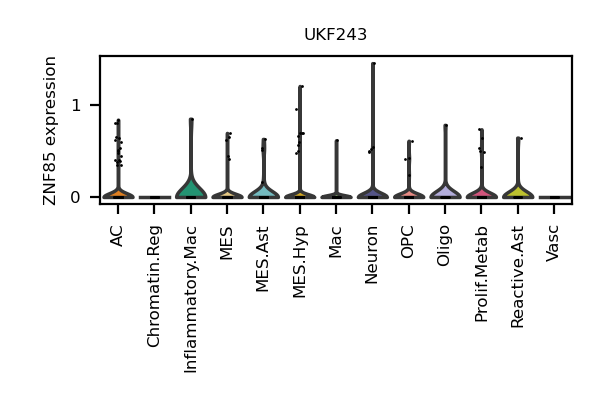 UKF243
ZNF85 expression
1
0
AC
Chromatin.Reg
Inflammatory.Mac
MES
MES.Ast
MES.Hyp
Mac
Neuron
OPC
Oligo
Prolif.Metab
Reactive.Ast
Vasc